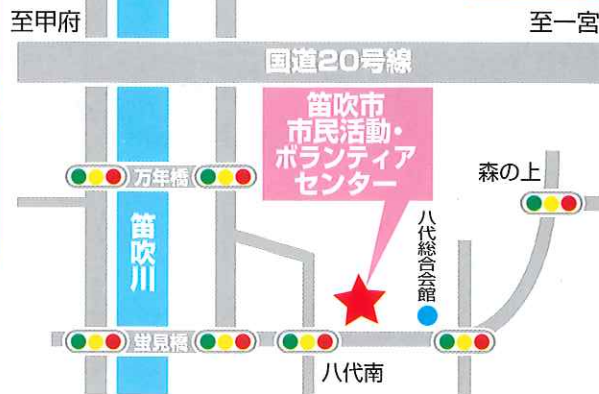 至甲府
至一宮
国道20号線
笛吹市
市民活動・
ボランティア
センター
万年橋
森の上
笛吹川
八代総合会館
蛍見橋
八代南